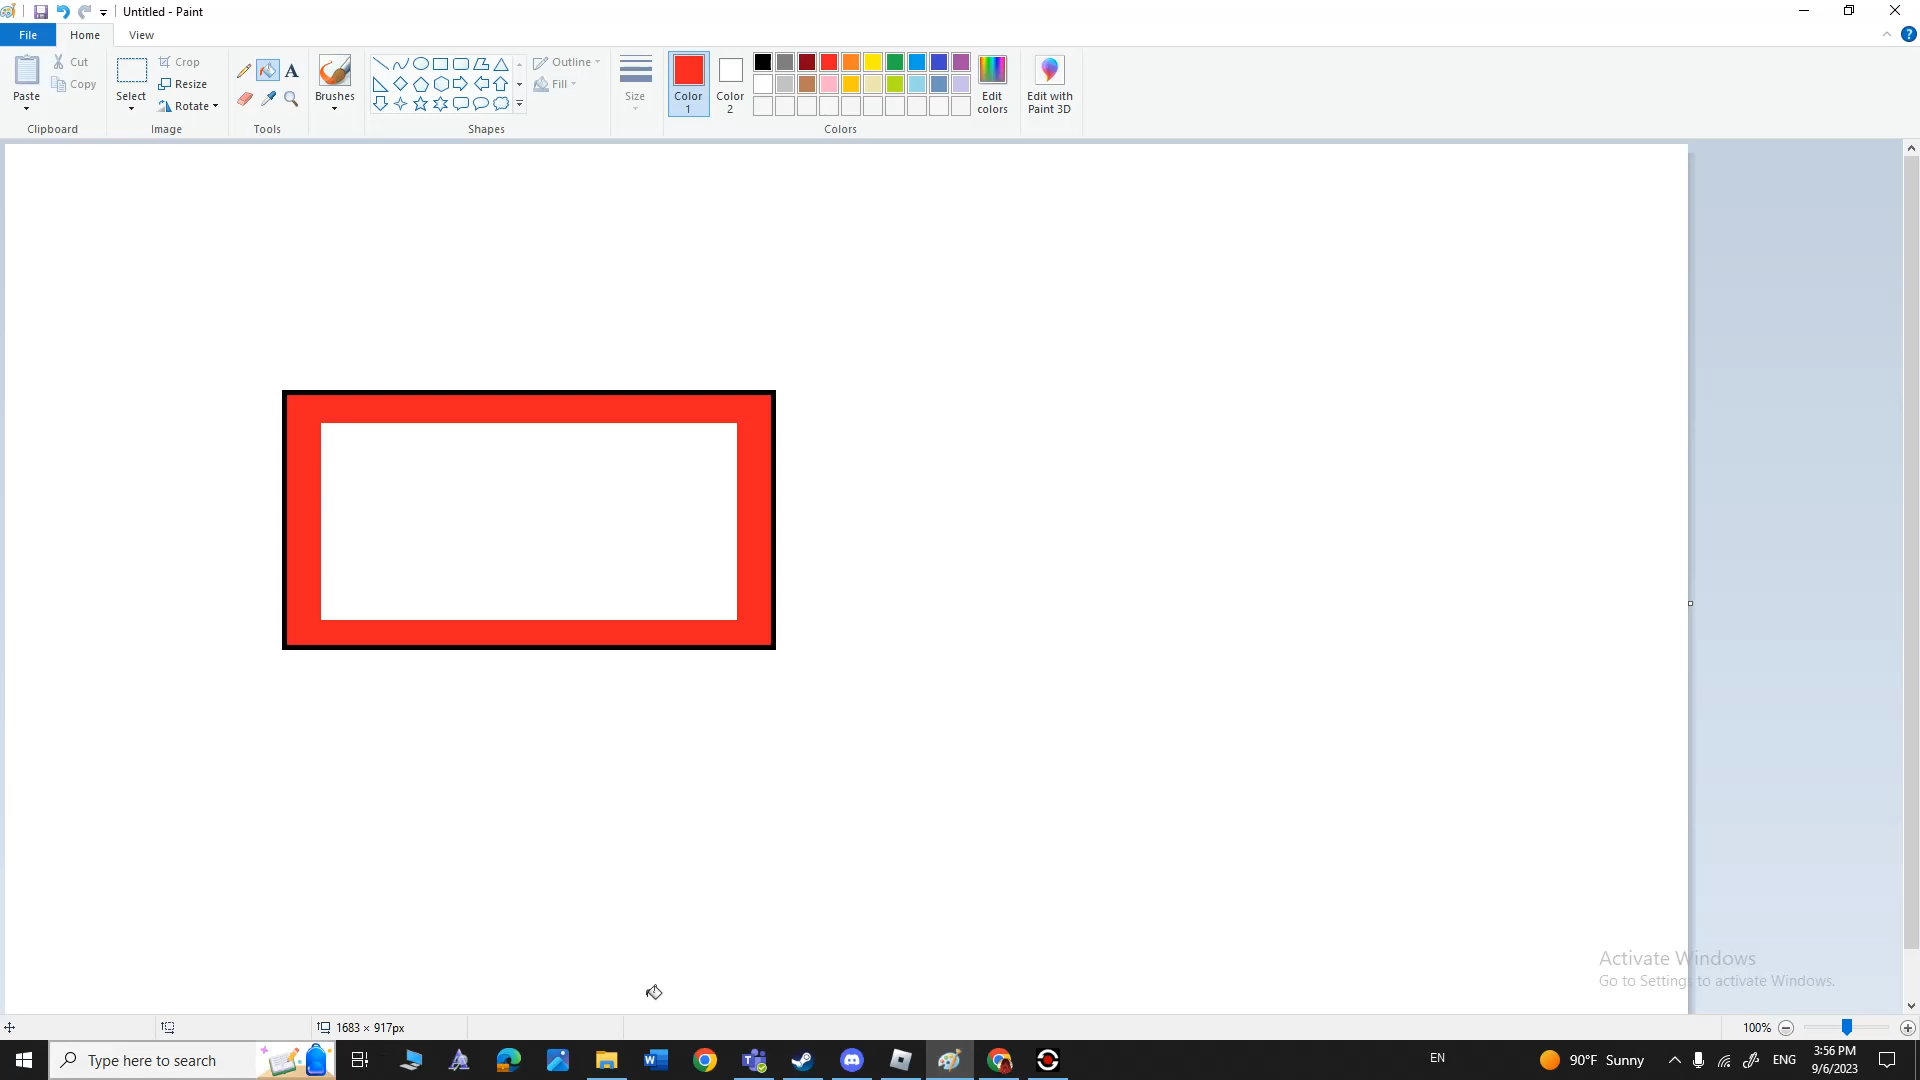 Untitled - Paint
File
Home
View
Paste
Cut
Copy
Clipboard
Select
Crop
Resize
Rotate
Image
A
Tools
Brushes
Shapes
Outline
Fill
Size
Color
1
Color
2
Colors
Edit
colors
Edit with
Paint 3D
?
Activate Windows
Go to Settings to activate Windows.
1683 × 917px
100%
Type here to search
EN
90°F Sunny
ENG
3:56 PM
9/6/2023